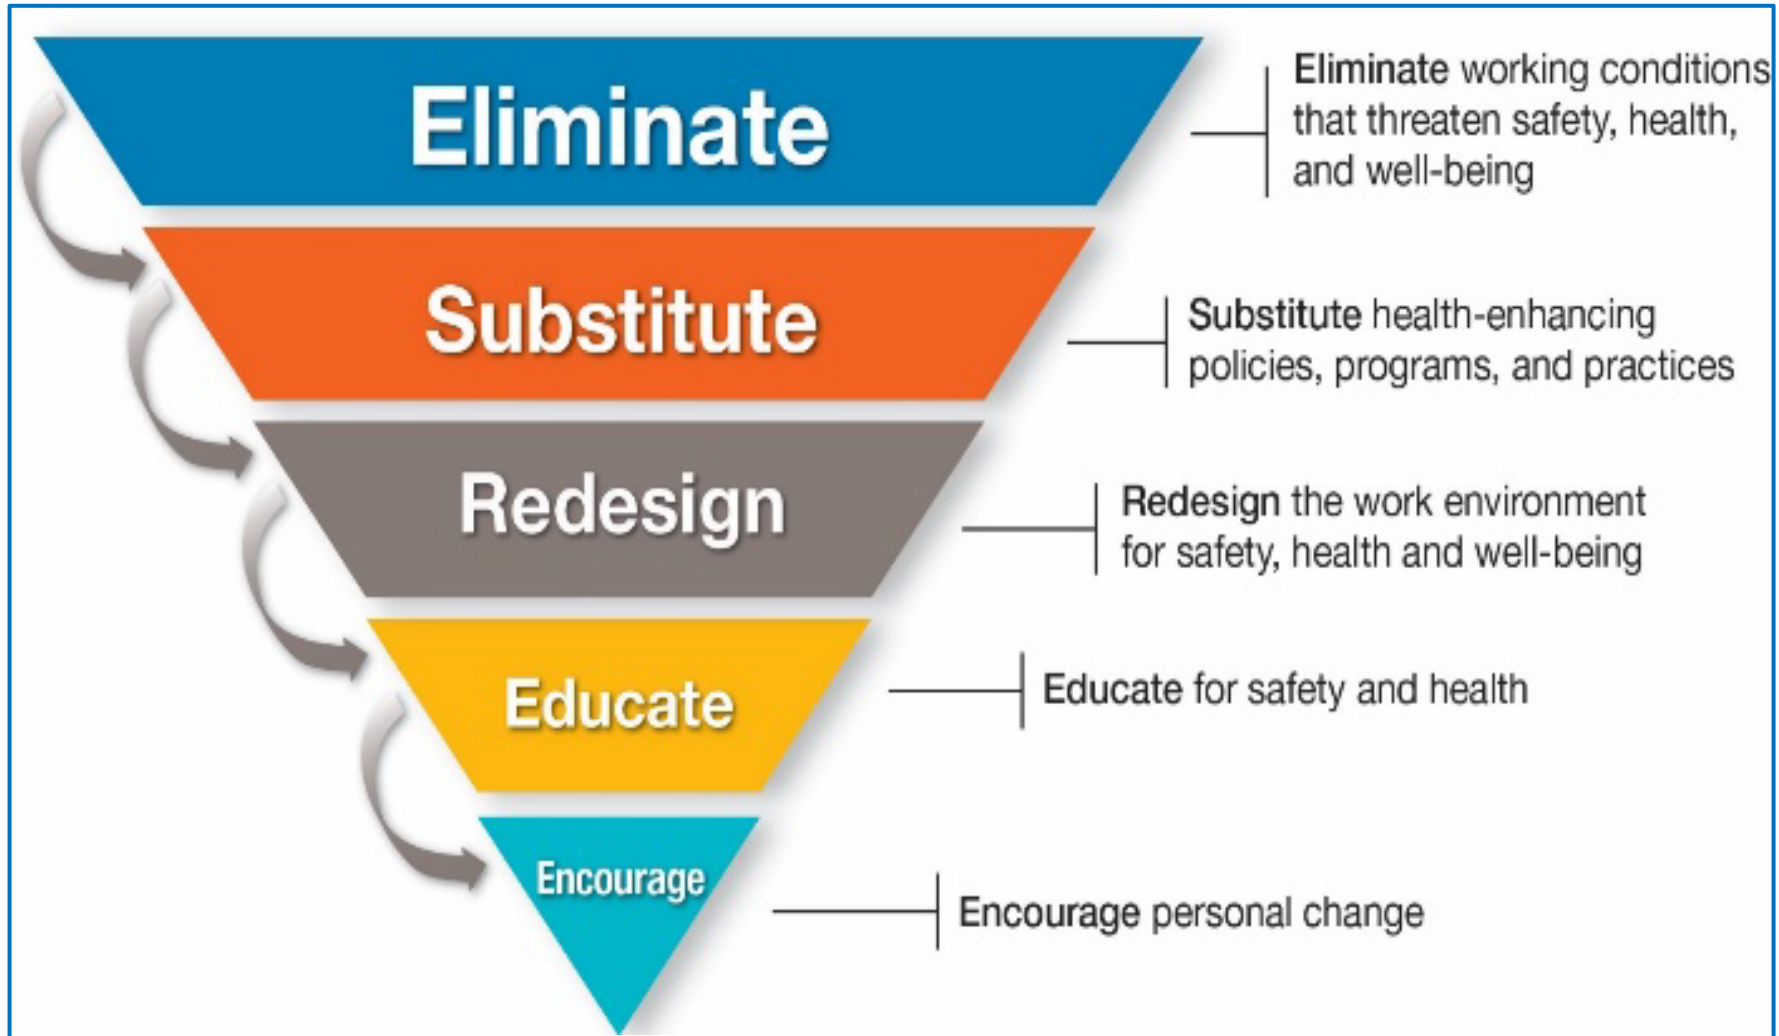 Eliminate
Eliminate working conditions
that threaten safety, health,
and well-being
Substitute
Substitute health-enhancing
policies, programs, and practices
Redesign
Redesign the work environment
for safety, health and well-being
Educate
Educate for safety and health
Encourage
Encourage personal change